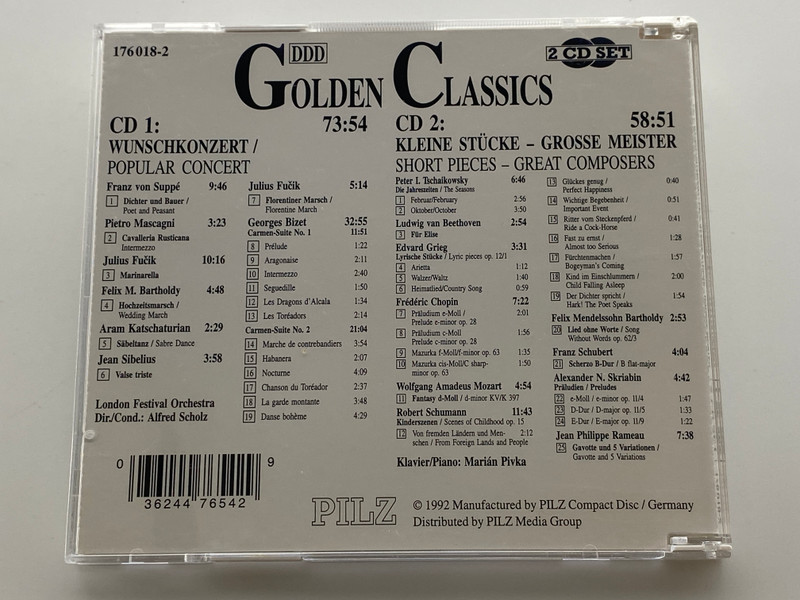 176 018-2
DDD
2 CD SET
GOLDEN CLASSICS
CD 1: 73:54
WUNSCHKONZERT /
POPULAR CONCERT
Franz von Suppé 9:46
1 Dichter und Bauer /
Poet and Peasant
Pietro Mascagni 3:23
2 Cavalleria Rusticana
Intermezzo
Julius Fučik 10:16
3 Marinarella
Felix M. Bartholdy 4:48
4 Hochzeitsmarsch /
Wedding March
Aram Katschaturian 2:29
5 Säbeltanz / Sabre Dance
Jean Sibelius 3:58
6 Valse triste
London Festival Orchestra
Dir./Cond.: Alfred Scholz
Julius Fučik 5:14
7 Florentiner Marsch /
Florentine March
Georges Bizet 32:55
Carmen-Suite No. 1 11:51
8 Prélude 1:22
9 Aragonaise 2:11
10 Intermezzo 2:40
11 Seguedille 1:50
12 Les Dragons d'Alcala 1:34
13 Les Toréadors 2:14
Carmen-Suite No. 2 21:04
14 Marche de contrebandiers 3:54
15 Habanera 2:07
16 Nocturne 4:09
17 Chanson du Toréador 2:37
18 La garde montante 3:48
19 Danse bohème 4:29
CD 2: 58:51
KLEINE STÜCKE – GROSSE MEISTER
SHORT PIECES – GREAT COMPOSERS
Peter I. Tschaikowsky 6:46
Die Jahreszeiten / The Seasons
1 Februar/February 2:56
2 Oktober/October 3:50
Ludwig van Beethoven 2:54
3 Für Elise
Edvard Grieg 3:31
Lyrische Stücke / Lyric pieces op. 12/1
4 Arietta 1:12
5 Walzer/Waltz 1:40
6 Heimatlied/Country Song 0:59
Frédéric Chopin 7:22
7 Präludium e-Moll /
Prelude e-minor op. 28 2:01
8 Präludium c-Moll
Prelude c-minor op. 28 1:56
9 Mazurka f-Moll/f-minor op. 63 1:35
10 Mazurka cis-Moll/C sharp-
minor op. 63 1:50
Wolfgang Amadeus Mozart 4:54
11 Fantasy d-Moll / d-minor KV/K 397
Robert Schumann 11:43
Kinderszenen / Scenes of Childhood op. 15
12 Von fremden Ländern und Men- 2:12
schen / From Foreign Lands and People
Klavier/Piano: Marián Pivka
13 Glückes genug / 0:40
Perfect Happiness
14 Wichtige Begebenheit / 0:51
Important Event
15 Ritter vom Steckenpferd / 0:41
Ride a Cock-Horse
16 Fast zu ernst / 1:28
Almost too Serious
17 Fürchtenmachen / 1:57
Bogeyman's Coming
18 Kind im Einschlummern / 2:00
Child Falling Asleep
19 Der Dichter spricht / 1:54
Hark! The Poet Speaks
Felix Mendelssohn Bartholdy 2:53
20 Lied ohne Worte / Song
Without Words op. 62/3
Franz Schubert 4:04
21 Scherzo B-Dur / B flat-major
Alexander N. Skriabin 4:42
Präludien / Preludes
22 e-Moll / e-minor op. 11/4 1:47
23 D-Dur / D-major op. 11/5 1:33
24 E-Dur / E-major op. 11/9 1:22
Jean Philippe Rameau 7:38
25 Gavotte und 5 Variationen /
Gavotte and 5 Variations
0 36244 76542 9
PILZ
© 1992 Manufactured by PILZ Compact Disc / Germany
Distributed by PILZ Media Group